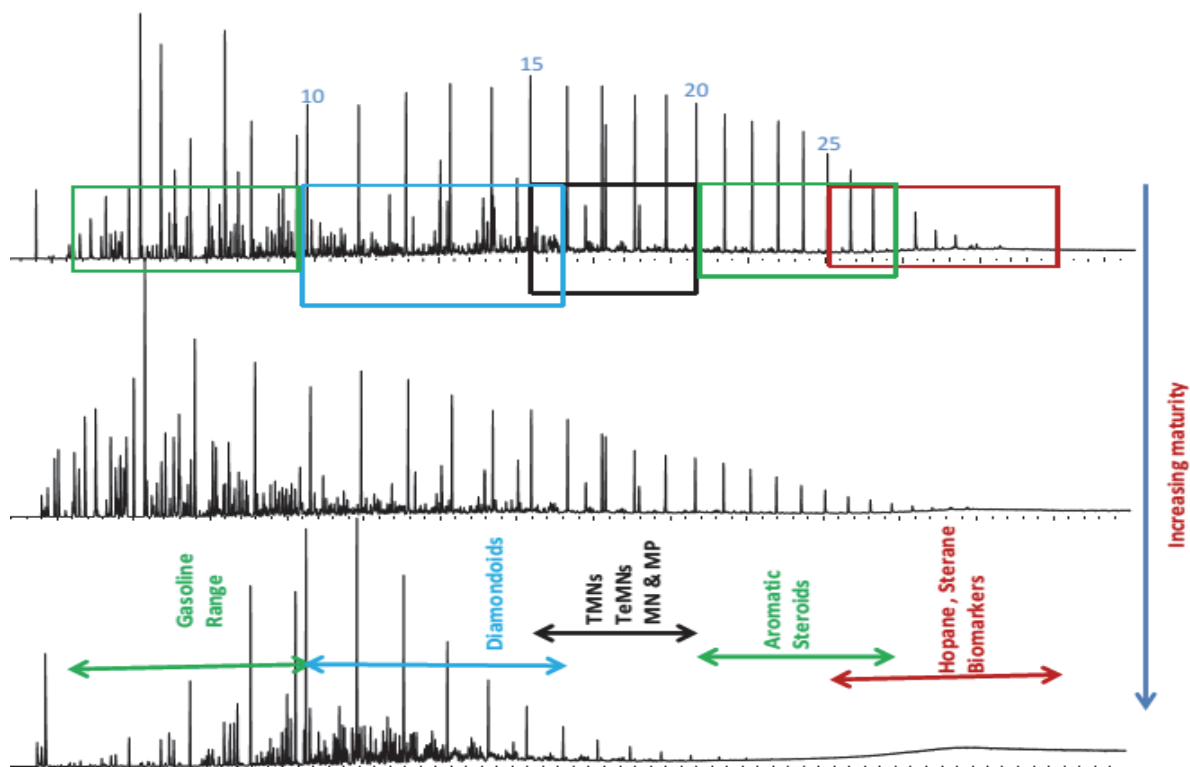 10
15
20
25
Increasing maturity
Gasoline
Range
Diamondoids
TMNs
TeMNs
MN & MP
Aromatic
Steroids
Hopane , Sterane
Biomarkers